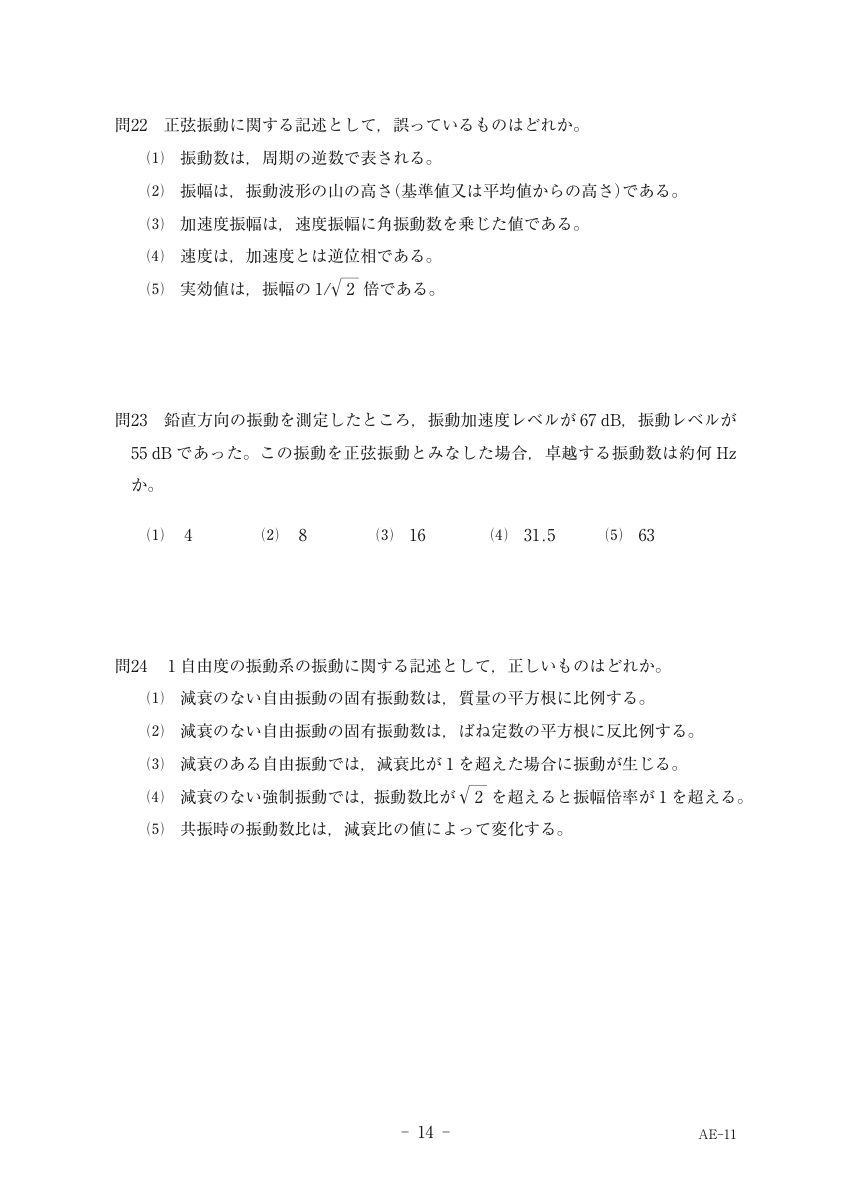 問22　正弦振動に関する記述として，誤っているものはどれか。
⑴　振動数は，周期の逆数で表される。
⑵　振幅は，振動波形の山の高さ(基準値又は平均値からの高さ)である。
⑶　加速度振幅は，速度振幅に角振動数を乗じた値である。
⑷　速度は，加速度とは逆位相である。
⑸　実効値は，振幅の 1/√2 倍である。
問23　鉛直方向の振動を測定したところ，振動加速度レベルが 67 dB，振動レベルが
55 dB であった。この振動を正弦振動とみなした場合，卓越する振動数は約何 Hz
か。
⑴　4　⑵　8　⑶　16　⑷　31.5　⑸　63
問24　1 自由度の振動系の振動に関する記述として，正しいものはどれか。
⑴　減衰のない自由振動の固有振動数は，質量の平方根に比例する。
⑵　減衰のない自由振動の固有振動数は，ばね定数の平方根に反比例する。
⑶　減衰のある自由振動では，減衰比が 1 を超えた場合に振動が生じる。
⑷　減衰のない強制振動では，振動数比が √2 を超えると振幅倍率が 1 を超える。
⑸　共振時の振動数比は，減衰比の値によって変化する。
− 14 −
AE−11